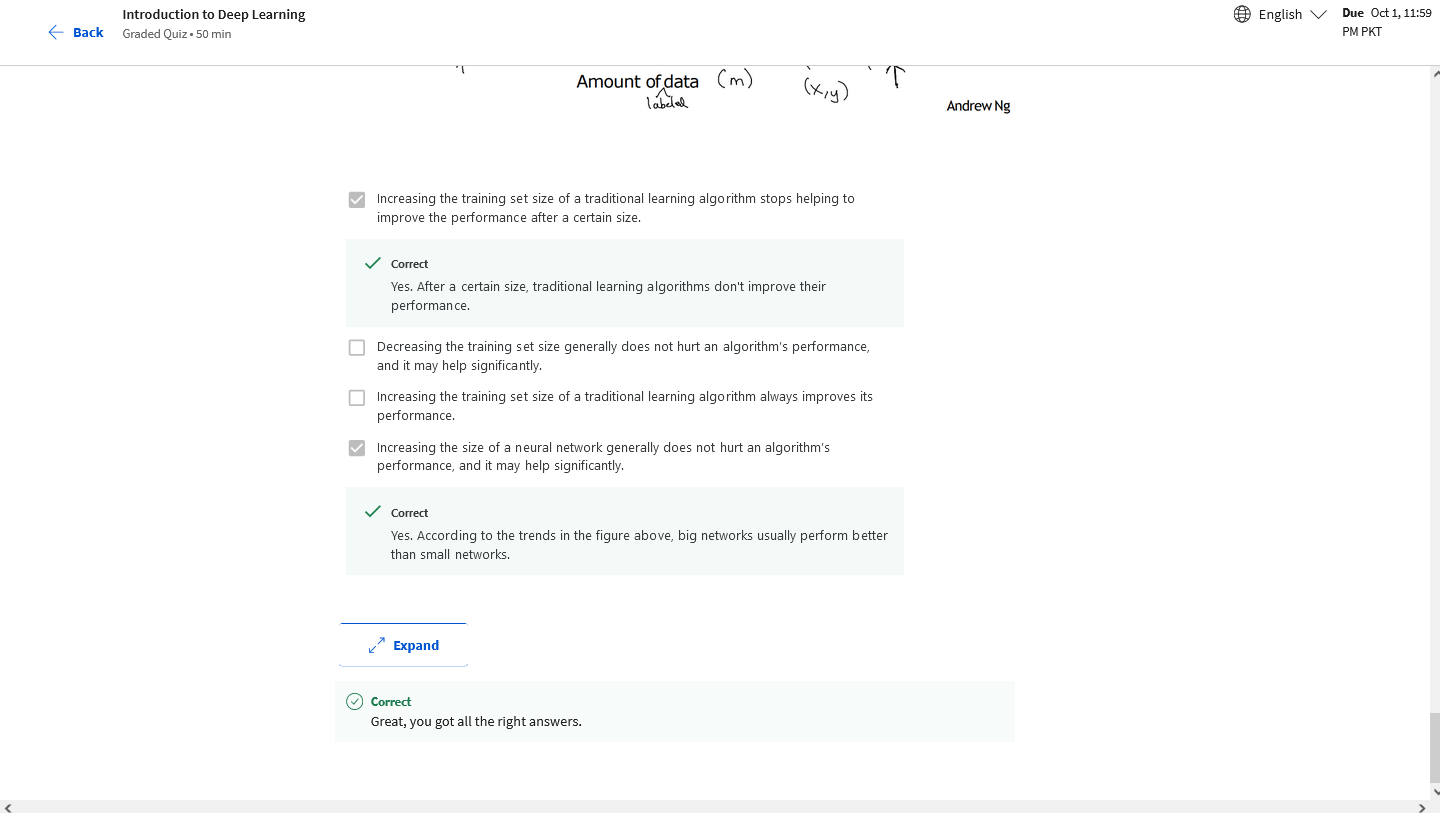 Introduction to Deep Learning
Back
Graded Quiz • 50 min
English
Due Oct 1, 11:59
PM PKT
Amount of data (m)
labeled
(x,y)
Andrew Ng
Increasing the training set size of a traditional learning algorithm stops helping to
improve the performance after a certain size.
Correct
Yes. After a certain size, traditional learning algorithms don't improve their
performance.
Decreasing the training set size generally does not hurt an algorithm's performance,
and it may help significantly.
Increasing the training set size of a traditional learning algorithm always improves its
performance.
Increasing the size of a neural network generally does not hurt an algorithm's
performance, and it may help significantly.
Correct
Yes. According to the trends in the figure above, big networks usually perform better
than small networks.
Expand
Correct
Great, you got all the right answers.